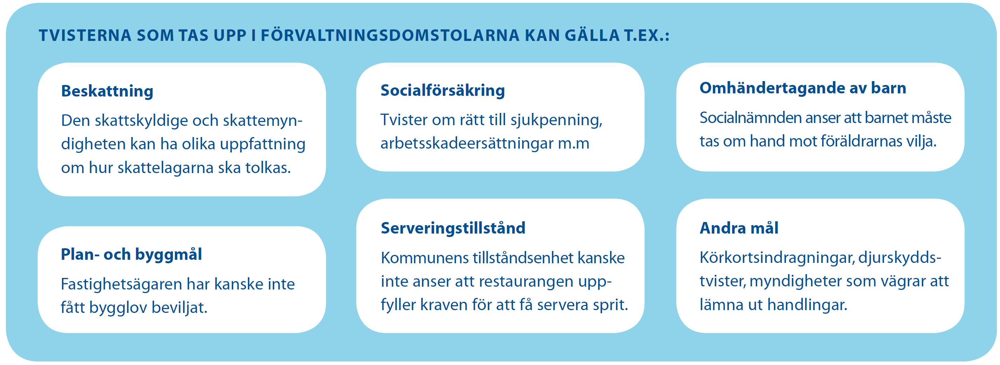 TVISTERNA SOM TAS UPP I FÖRVALTNINGSDOMSTOLARNA KAN GÄLLA T.EX.:
Beskattning
Den skattskyldige och skattemyn-
digheten kan ha olika uppfattning
om hur skattelagarna ska tolkas.
Socialförsäkring
Tvister om rätt till sjukpenning,
arbetsskadeersättningar m.m
Omhändertagande av barn
Socialnämnden anser att barnet måste
tas om hand mot föräldrarnas vilja.
Plan- och byggmål
Fastighetsägaren har kanske inte
fått bygglov beviljat.
Serveringstillstånd
Kommunens tillståndsenhet kanske
inte anser att restaurangen upp-
fyller kraven för att få servera sprit.
Andra mål
Körkortsindragningar, djurskydds-
tvister, myndigheter som vägrar att
lämna ut handlingar.